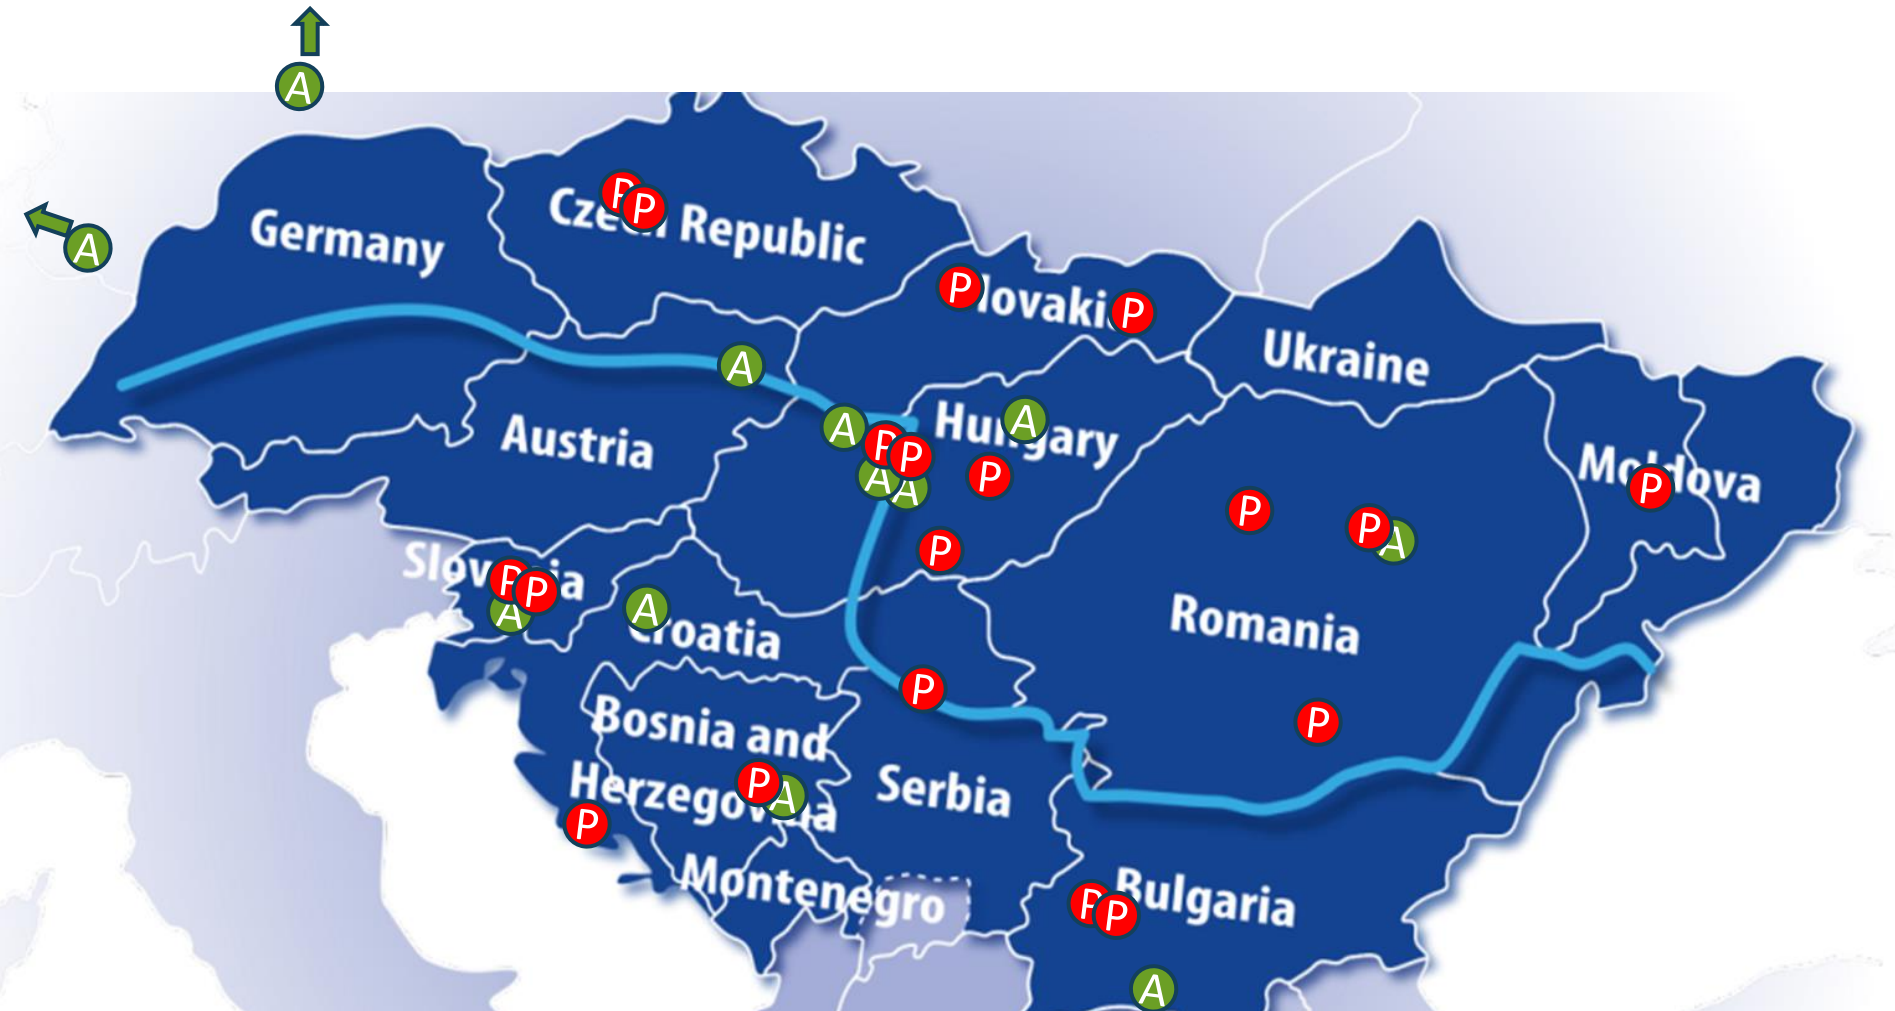 A
A
Germany
P
P
Czech Republic
P
Slovakia
P
Ukraine
A
Austria
A
Hungary
A
P
P
A
A
P
P
Moldova
P
P
P
A
P
Slovenia
P
P
A
A
Croatia
Romania
P
P
Bosnia and
Herzegovina
P
A
P
Serbia
Montenegro
Bulgaria
P
P
A